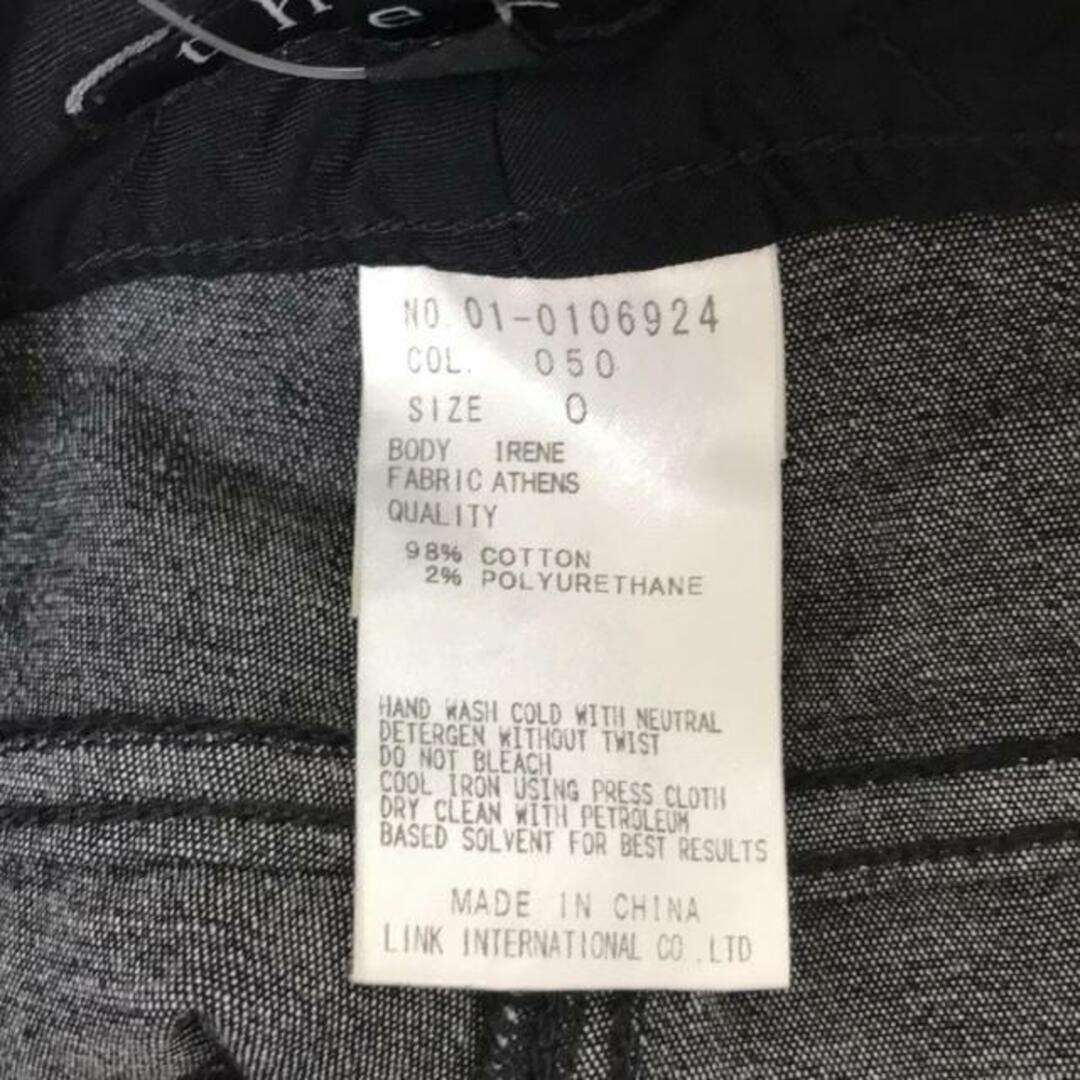 NO. 01-0106924
COL. 050
SIZE 0
BODY IRENE
FABRIC ATHENS
QUALITY
98% COTTON
2% POLYURETHANE
HAND WASH COLD WITH NEUTRAL
DETERGEN WITHOUT TWIST
DO NOT BLEACH
COOL IRON USING PRESS CLOTH
DRY CLEAN WITH PETROLEUM
BASED SOLVENT FOR BEST RESULTS
MADE IN CHINA
LINK INTERNATIONAL CO.,LTD